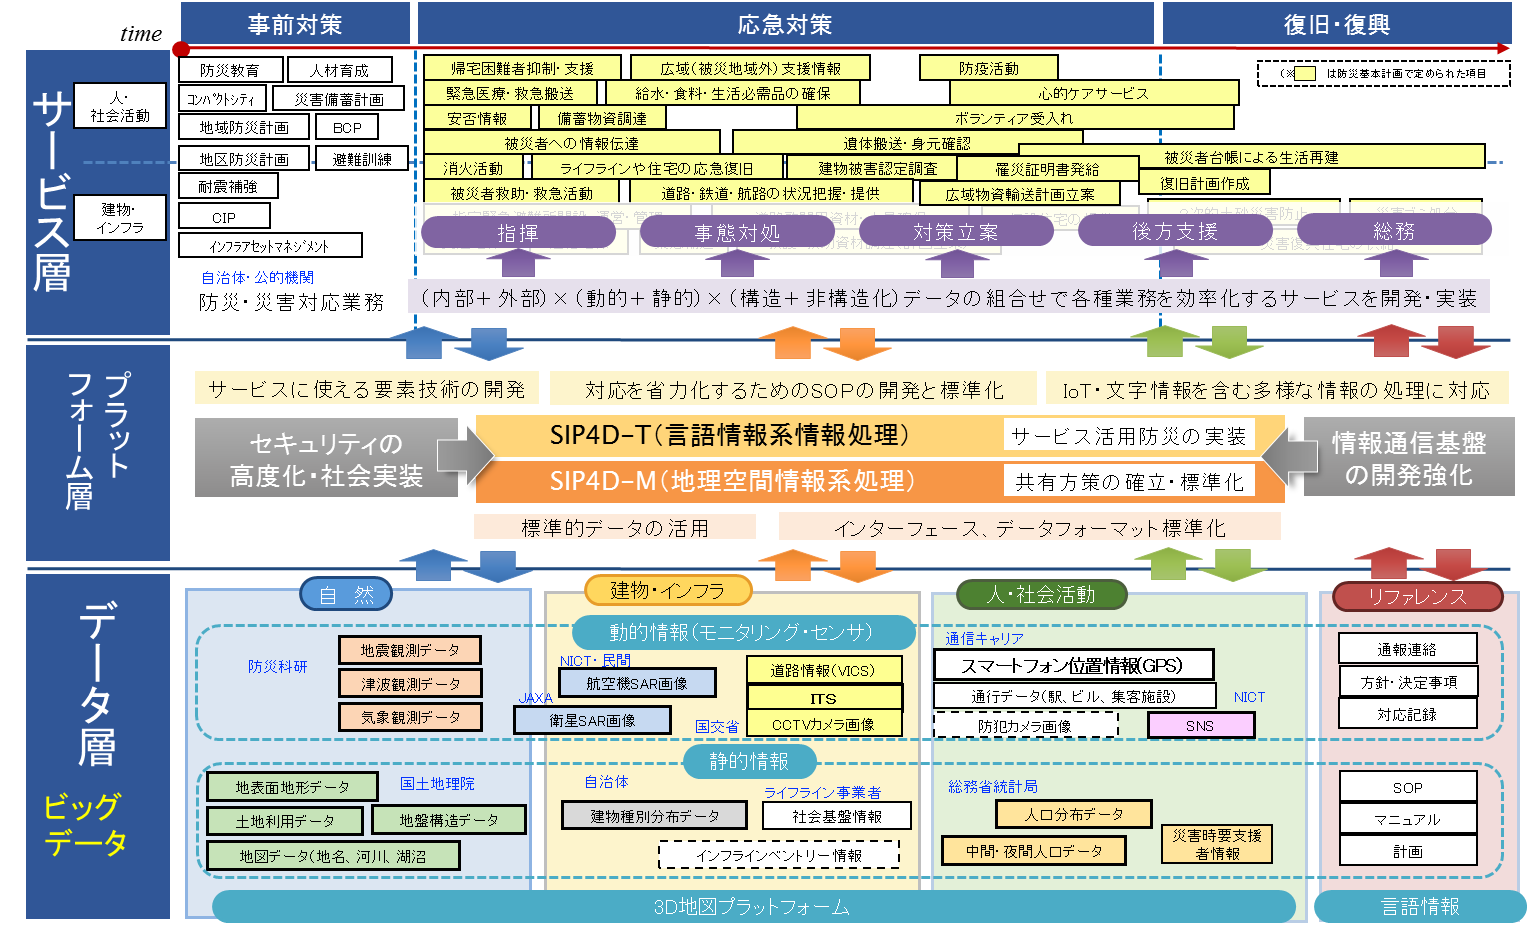 time
事前対策
応急対策
復旧・復興
サービス層
人・
社会活動
建物・
インフラ
防災教育
人材育成
コンパクトシティ
災害備蓄計画
地域防災計画
BCP
地区防災計画
避難訓練
耐震補強
CIP
インフラアセットマネジメント
自治体・公的機関
防災・災害対応業務
帰宅困難者抑制・支援
広域(被災地域外)支援情報
防疫活動
(※　は防災基本計画で定められた項目
緊急医療・救急搬送
給水・食料・生活必需品の確保
心的ケアサービス
安否情報
備蓄物資調達
ボランティア受入れ
被災者への情報伝達
遺体搬送・身元確認
被災者台帳による生活再建
消火活動
ライフラインや住宅の応急復旧
建物被害認定調査
罹災証明書発給
復旧計画作成
被災者救助・救急活動
道路・鉄道・航路の状況把握・提供
広域物資輸送計画立案
指揮
事態対処
対策立案
後方支援
総務
(内部+外部)×(動的+静的)×(構造+非構造化)データの組合せで各種業務を効率化するサービスを開発・実装
プラット
フォーム層
サービスに使える要素技術の開発
対応を省力化するためのSOPの開発と標準化
IoT・文字情報を含む多様な情報の処理に対応
セキュリティの
高度化・社会実装
SIP4D-T(言語情報系情報処理)
サービス活用防災の実装
SIP4D-M(地理空間情報系処理)
共有方策の確立・標準化
情報通信基盤
の開発強化
標準的データの活用
インターフェース、データフォーマット標準化
データ層
ビッグ
データ
自 然
建物・インフラ
人・社会活動
リファレンス
動的情報(モニタリング・センサ)
防災科研
地震観測データ
津波観測データ
気象観測データ
NICT・民間
航空機SAR画像
JAXA
衛星SAR画像
国交省
道路情報(VICS)
ITS
CCTVカメラ画像
通信キャリア
スマートフォン位置情報(GPS)
通行データ(駅、ビル、集客施設)
NICT
防犯カメラ画像
SNS
通報連絡
方針・決定事項
対応記録
静的情報
地表面地形データ
国土地理院
土地利用データ
地盤構造データ
地図データ(地名、河川、湖沼
自治体
建物種別分布データ
ライフライン事業者
社会基盤情報
インフラインベントリー情報
総務省統計局
人口分布データ
中間・夜間人口データ
災害時要支援
者情報
SOP
マニュアル
計画
3D地図プラットフォーム
言語情報